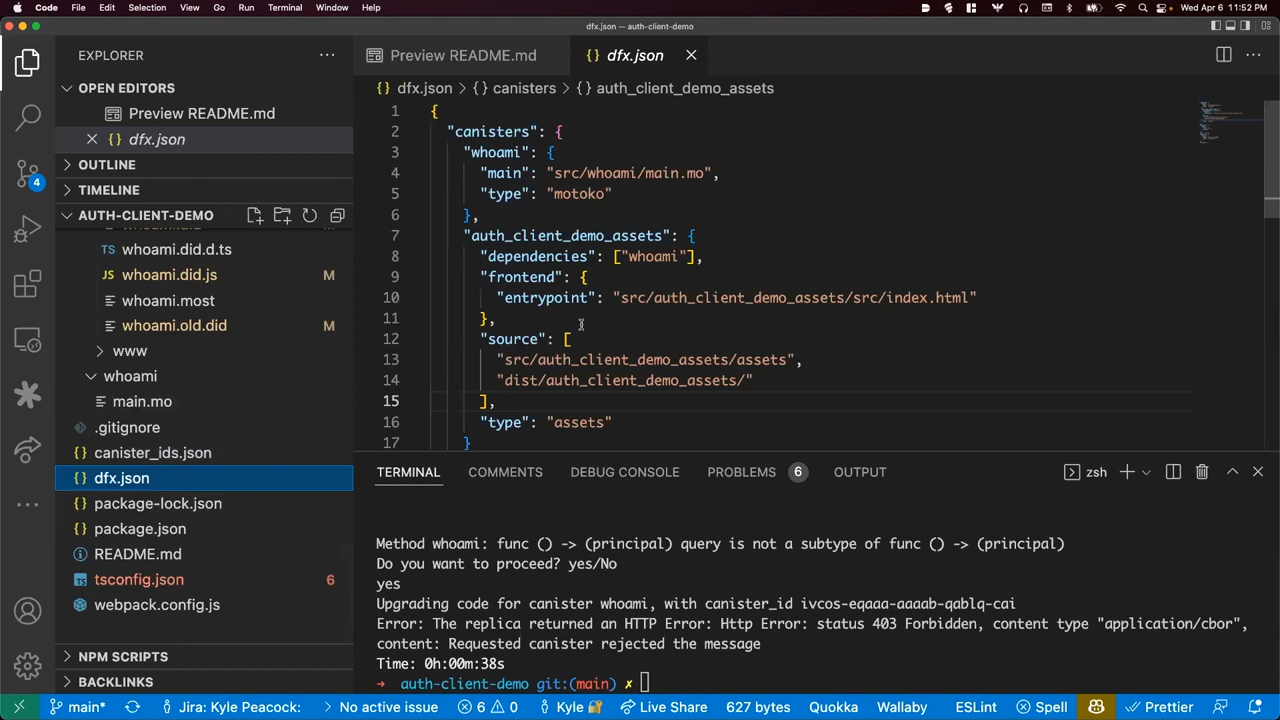 Code File Edit Selection View Go Run Terminal Window Help
Wed Apr 6 11:52 PM
dfx.json — auth-client-demo
EXPLORER
OPEN EDITORS
Preview README.md
dfx.json
OUTLINE
TIMELINE
AUTH-CLIENT-DEMO
TS whoami.did.d.ts
JS whoami.did.js M
whoami.most
whoami.old.did M
www
whoami
main.mo
.gitignore
canister_ids.json
dfx.json
package-lock.json
package.json
README.md
tsconfig.json 6
webpack.config.js
NPM SCRIPTS
BACKLINKS
4
Preview README.md {} dfx.json
{} dfx.json > {} canisters > {} auth_client_demo_assets
1 {
2 "canisters": {
3 "whoami": {
4 "main": "src/whoami/main.mo",
5 "type": "motoko"
6 },
7 "auth_client_demo_assets": {
8 "dependencies": ["whoami"],
9 "frontend": {
10 "entrypoint": "src/auth_client_demo_assets/src/index.html"
11 },
12 "source": [
13 "src/auth_client_demo_assets/assets",
14 "dist/auth_client_demo_assets/"
15 ],
16 "type": "assets"
17 }
TERMINAL COMMENTS DEBUG CONSOLE PROBLEMS 6 OUTPUT zsh
Method whoami: func () -> (principal) query is not a subtype of func () -> (principal)
Do you want to proceed? yes/No
yes
Upgrading code for canister whoami, with canister_id ivcos-eqaaa-aaaab-qablq-cai
Error: The replica returned an HTTP Error: Http Error: status 403 Forbidden, content type "application/cbor",
content: Requested canister rejected the message
Time: 0h:00m:38s
→ auth-client-demo git:(main) ✗
main* Jira: Kyle Peacock: No active issue 6 0 Kyle Live Share 627 bytes Quokka Wallaby ESLint Spell Prettier